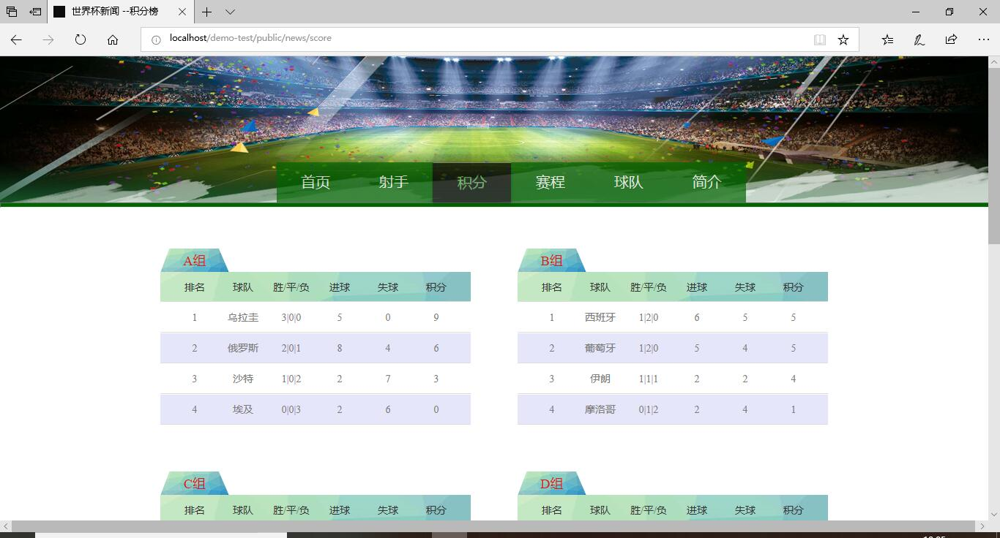 世界杯新闻 --积分榜
localhost/demo-test/public/news/score
首页 射手 积分 赛程 球队 简介
A组
排名 球队 胜/平/负 进球 失球 积分
1 乌拉圭 3|0|0 5 0 9
2 俄罗斯 2|0|1 8 4 6
3 沙特 1|0|2 2 7 3
4 埃及 0|0|3 2 6 0
B组
排名 球队 胜/平/负 进球 失球 积分
1 西班牙 1|2|0 6 5 5
2 葡萄牙 1|2|0 5 4 5
3 伊朗 1|1|1 2 2 4
4 摩洛哥 0|1|2 2 4 1
C组
排名 球队 胜/平/负 进球 失球 积分
D组
排名 球队 胜/平/负 进球 失球 积分